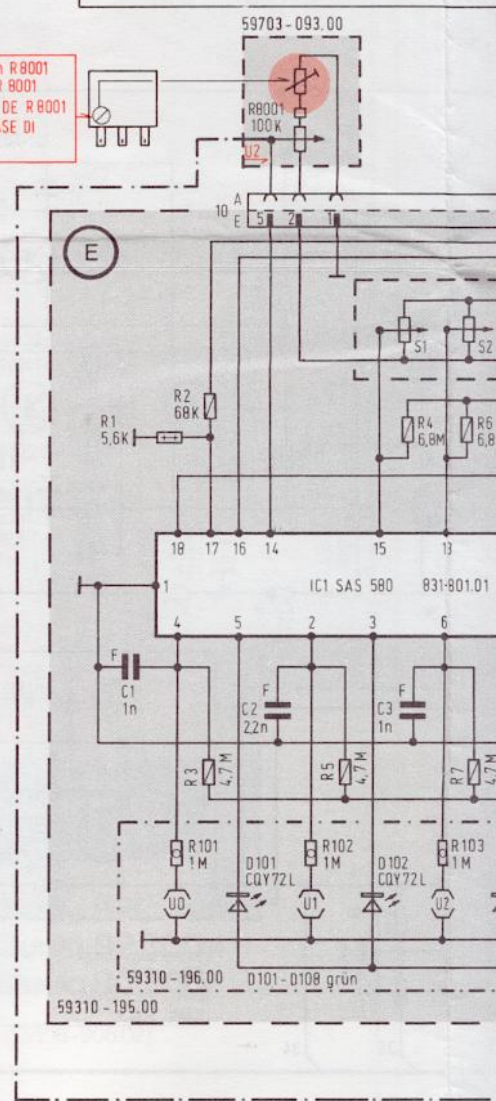 59703-093.00
R8001
R 8001
DE R 8001
SE DI
R8001
100K
U2
10 A
E 5 2 1
E
S1 S2
R2
68K
R1
5,6K
R4
6,8M
R6
6,8
18 17 16 14 15 13
1 IC1 SAS 580 831-801.01
4 5 2 3 6
F
C1
1n
F
C2
2,2n
F
C3
1n
R3 4,7M
R5 4,7M
R7 4,7M
R101
1M
D101
CQY72L
R102
1M
D102
CQY72L
R103
1M
U0 U1 U2
59310-196.00 D101-D108 grün
59310-195.00